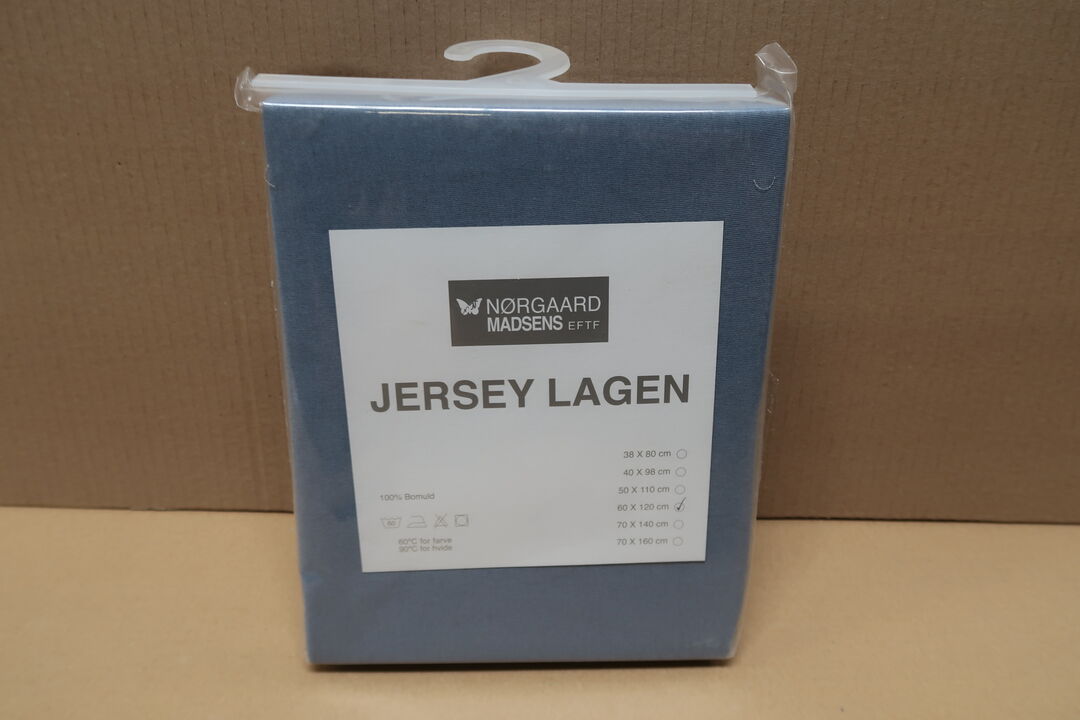 NØRGAARD
MADSENS EFTF
JERSEY LAGEN
38 X 80 cm
40 X 98 cm
50 X 110 cm
60 X 120 cm
70 X 140 cm
70 X 160 cm
100% Bomuld
60
60°C for farve
90°C for hvide